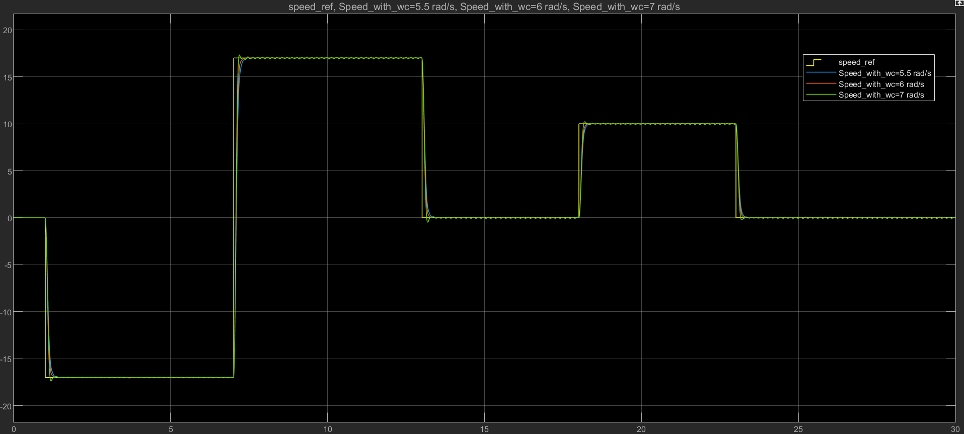 speed_ref, Speed_with_wc=5.5 rad/s, Speed_with_wc=6 rad/s, Speed_with_wc=7 rad/s
20
15
10
5
0
-5
-10
-15
-20
speed_ref
Speed_with_wc=5.5 rad/s
Speed_with_wc=6 rad/s
Speed_with_wc=7 rad/s
0 5 10 15 20 25 30